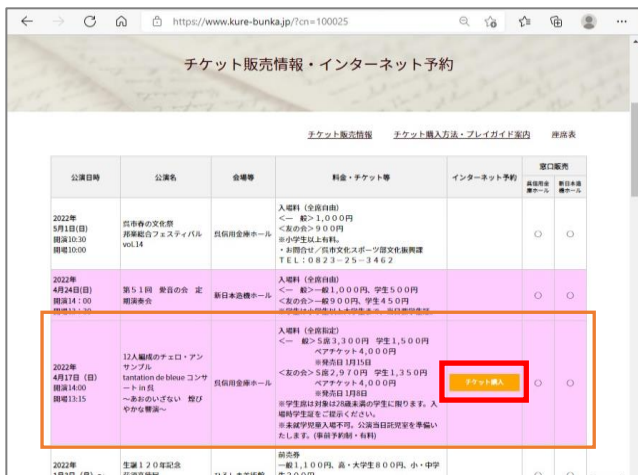 https://www.kure-bunka.jp/?cn=100025
チケット販売情報・インターネット予約
チケット販売情報 チケット購入方法・プレイガイド案内 座席表
公演日時 公演名 会場等 料金・チケット等 インターネット予約 窓口販売
呉信用金庫ホール 新日本造機ホール
2022年
5月1日(日)
開演10:30
開場10:00
呉市春の文化祭
邦楽総合フェスティバル
vol.14
呉信用金庫ホール
入場料（全席自由）
<一 般>１,０００円
<友の会>９００円
※小学生以上有料。
・お問合せ／呉市文化スポーツ部文化振興課
ＴＥＬ：０８２３－２５－３４６２
○ ○
2022年
4月24日(日)
開演14：00
第５１回 愛音の会 定
期演奏会
新日本造機ホール
入場料（全席自由）
<一 般>一般１,０００円、学生５００円
<友の会>一般９００円、学生４５０円
○ ○
2022年
4月17日（日)
開演14:00
開場13:15
12人編成のチェロ・アン
サンブル
tantation de bleue コンサ
ート in 呉
～あおのいざない 煌び
やかな響演～
呉信用金庫ホール
入場料（全席指定）
<一 般>Ｓ席３,３００円 学生１,５００円
ペアチケット４,０００円
※発売日 1月15日
<友の会>Ｓ席２,９７０円 学生１,３５０円
ペアチケット４,０００円
※発売日 1月8日
※学生席は対象は28歳未満の学生に限ります。入
場時学生証をご提示ください。
※未就学児童入場不可。公演当日託児室を準備い
たします。（事前予約制・有料）
チケット購入
○ ○
2022年
生誕１２０年記念
前売券
一般１,１００円、高・大学生８００円、小・中学